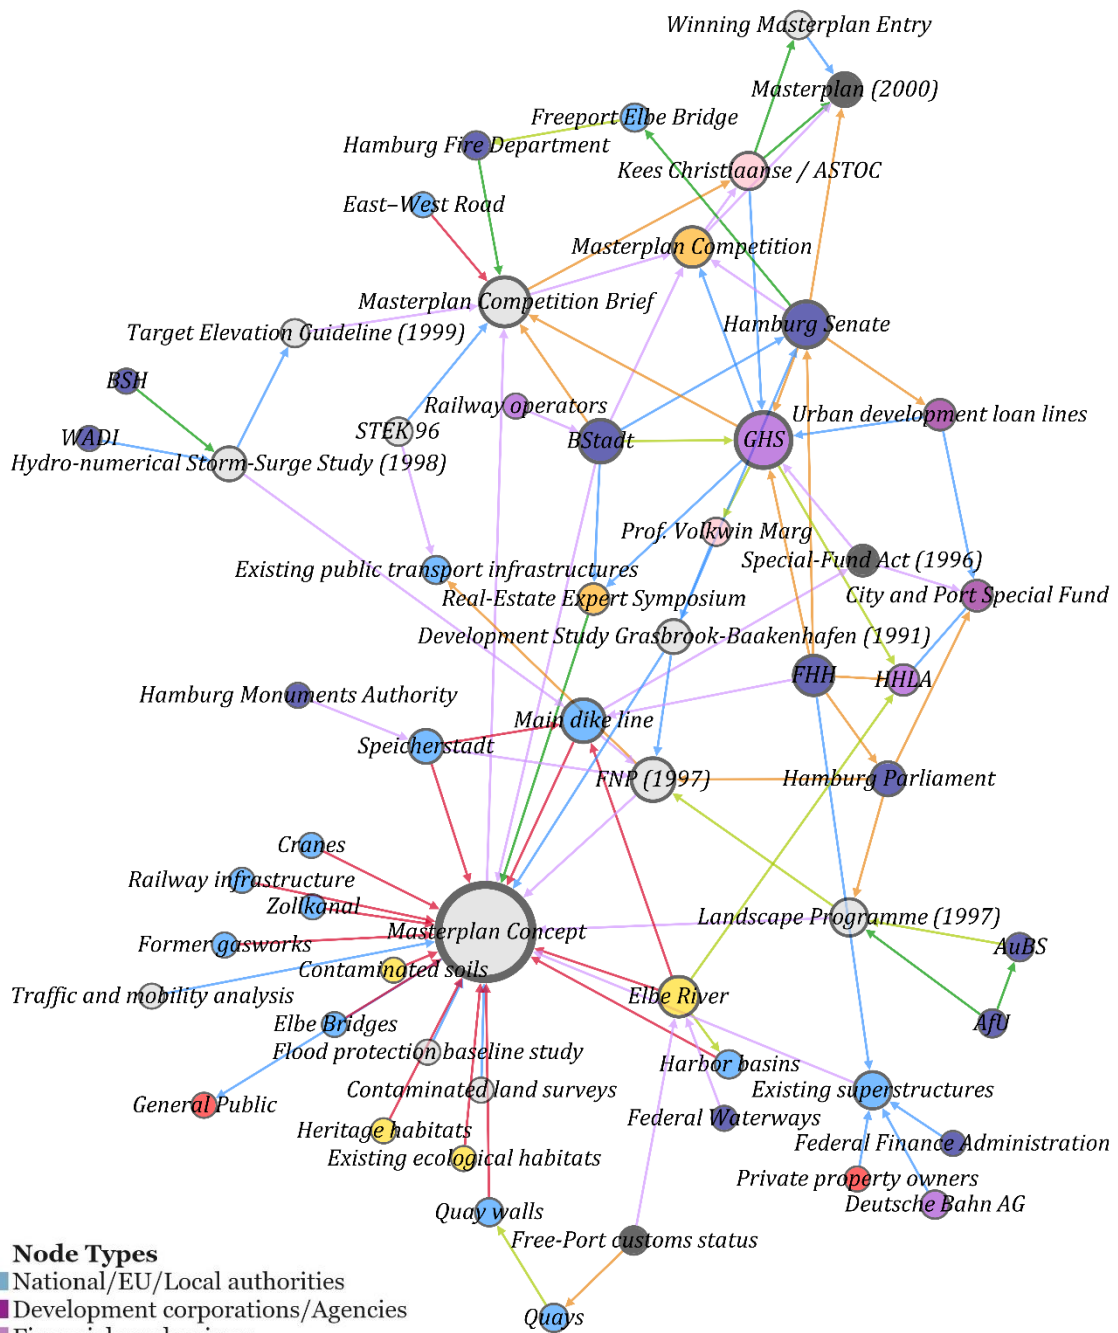 Winning Masterplan Entry
Masterplan (2000)
Freeport Elbe Bridge
Hamburg Fire Department
Kees Christiaanse / ASTOC
East–West Road
Masterplan Competition
Masterplan Competition Brief
Hamburg Senate
Target Elevation Guideline (1999)
BSH
Railway operators
Urban development loan lines
STEK 96
BStadt
GHS
WADI
Hydro-numerical Storm-Surge Study (1998)
Prof. Volkwin Marg
Special-Fund Act (1996)
Existing public transport infrastructures
City and Port Special Fund
Real-Estate Expert Symposium
Development Study Grasbrook-Baakenhafen (1991)
FHH
HHLA
Hamburg Monuments Authority
Main dike line
Speicherstadt
FNP (1997)
Hamburg Parliament
Cranes
Railway infrastructure
Zollkanal
Landscape Programme (1997)
Masterplan Concept
Former gasworks
AuBS
Contaminated soils
Traffic and mobility analysis
Elbe River
Elbe Bridges
AfU
Flood protection baseline study
Harbor basins
Contaminated land surveys
Existing superstructures
General Public
Federal Waterways
Heritage habitats
Federal Finance Administration
Existing ecological habitats
Private property owners
Deutsche Bahn AG
Quay walls
Free-Port customs status
Node Types
National/EU/Local authorities
Development corporations/Agencies
Quays